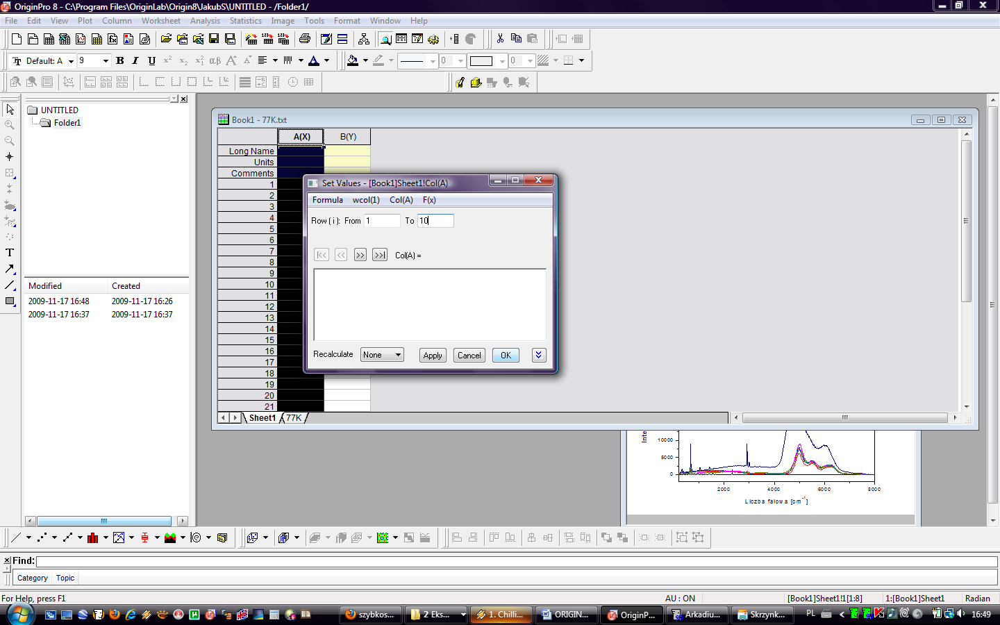 OriginPro 8 - C:\Program Files\OriginLab\Origin8\JakubS\UNTITLED - /Folder1/
File Edit View Plot Column Worksheet Analysis Statistics Image Tools Format Window Help
Default: A 9 B I U 0 0
UNTITLED
Folder1
Modified Created
2009-11-17 16:48 2009-11-17 16:26
2009-11-17 16:37 2009-11-17 16:37
Book1 - 77K.txt
A(X) B(Y)
Long Name
Units
Comments
1
2
3
4
5
6
7
8
9
10
11
12
13
14
15
16
17
18
19
20
21
Sheet1 77K
Set Values - [Book1]Sheet1!Col(A)
Formula wcol(1) Col(A) F(x)
Row ( i ): From 1 To 10
|<< << >> >>| Col(A) =
Recalculate None Apply Cancel OK
10000
5000
0
2000 4000 6000 8000
Liczba falowa [cm-1]
Find:
Category Topic
For Help, press F1 AU : ON [Book1]Sheet1!1[1:8] 1:[Book1]Sheet1 Radian
szybkos... 2 Eks... 1. Chilli... ORIGIN... OriginP... Arkadiu... Skrzynk... PL 16:49